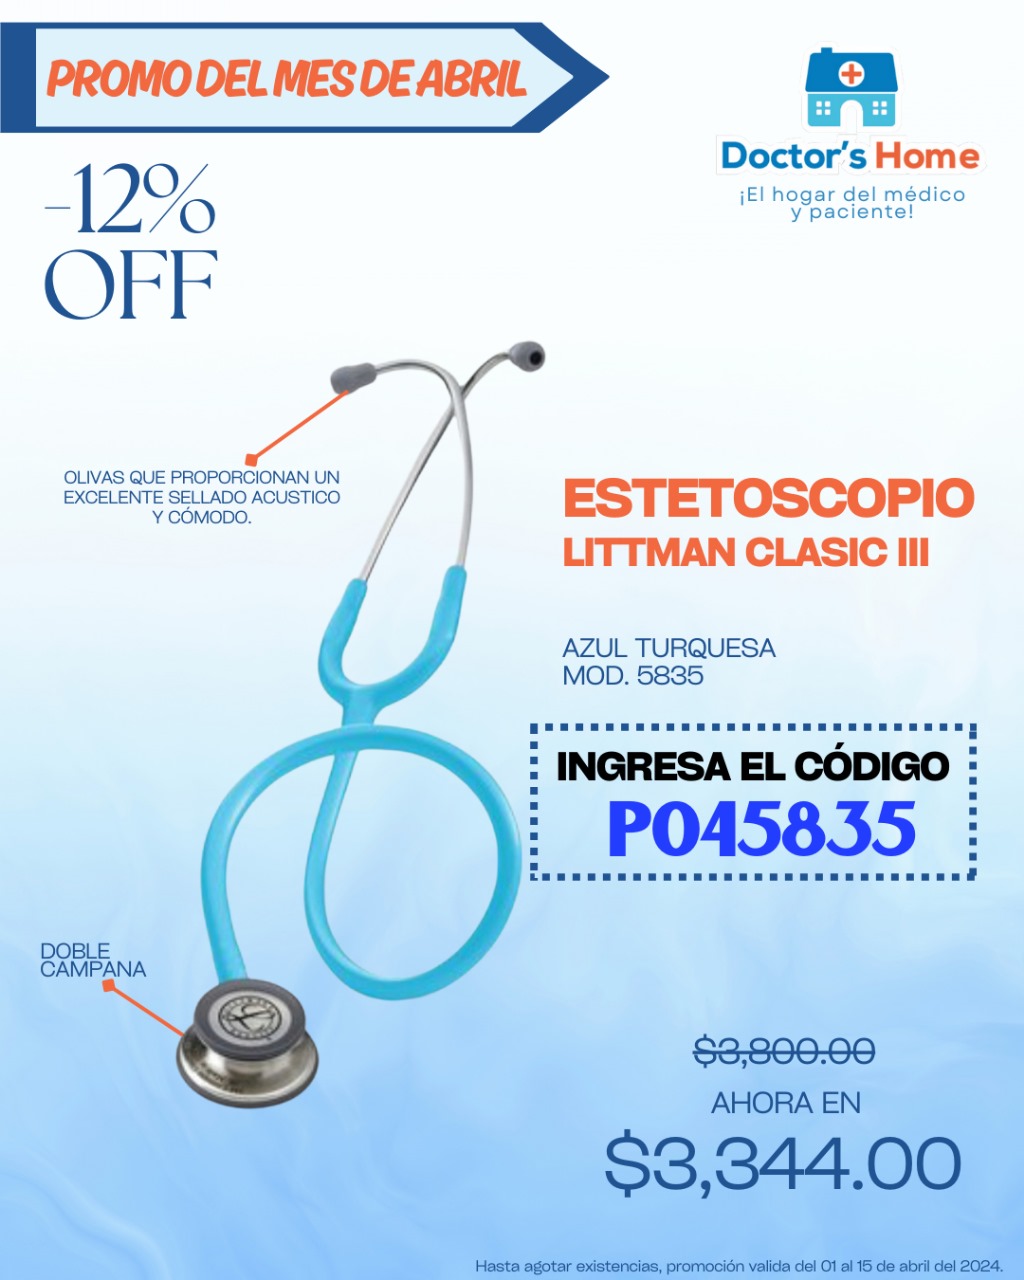 PROMO DEL MES DE ABRIL
Doctor's Home
¡El hogar del médico
y paciente!
-12%
OFF
OLIVAS QUE PROPORCIONAN UN
EXCELENTE SELLADO ACUSTICO
Y CÓMODO.
ESTETOSCOPIO
LITTMAN CLASIC III
AZUL TURQUESA
MOD. 5835
INGRESA EL CÓDIGO
PO45835
DOBLE
CAMPANA
$3,800.00
AHORA EN
$3,344.00
Hasta agotar existencias, promoción valida del 01 al 15 de abril del 2024.